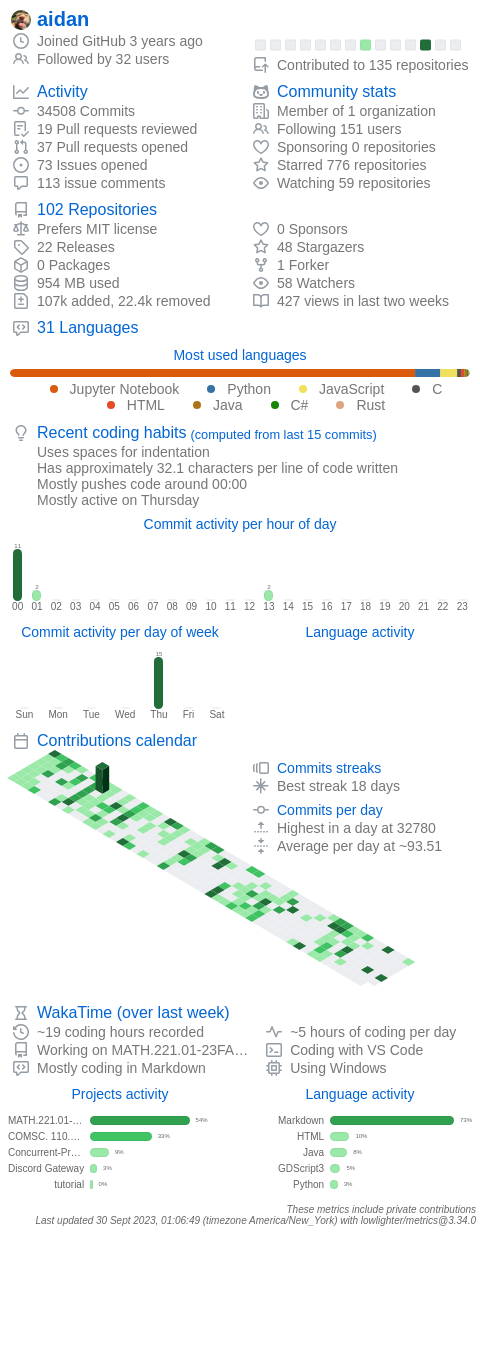 aidan
Joined GitHub 3 years ago
Followed by 32 users
Contributed to 135 repositories
Activity
34508 Commits
19 Pull requests reviewed
37 Pull requests opened
73 Issues opened
113 issue comments
Community stats
Member of 1 organization
Following 151 users
Sponsoring 0 repositories
Starred 776 repositories
Watching 59 repositories
102 Repositories
Prefers MIT license
22 Releases
0 Packages
954 MB used
107k added, 22.4k removed
0 Sponsors
48 Stargazers
1 Forker
58 Watchers
427 views in last two weeks
31 Languages
Most used languages
Jupyter Notebook Python JavaScript C
HTML Java C# Rust
Recent coding habits (computed from last 15 commits)
Uses spaces for indentation
Has approximately 32.1 characters per line of code written
Mostly pushes code around 00:00
Mostly active on Thursday
Commit activity per hour of day
11
2 2
00 01 02 03 04 05 06 07 08 09 10 11 12 13 14 15 16 17 18 19 20 21 22 23
Commit activity per day of week
15
Sun Mon Tue Wed Thu Fri Sat
Language activity
Contributions calendar
Commits streaks
Best streak 18 days
Commits per day
Highest in a day at 32780
Average per day at ~93.51
WakaTime (over last week)
~19 coding hours recorded
Working on MATH.221.01-23FA…
Mostly coding in Markdown
~5 hours of coding per day
Coding with VS Code
Using Windows
Projects activity
MATH.221.01-… 54%
COMSC. 110.… 33%
Concurrent-Pr… 9%
Discord Gateway 3%
tutorial 0%
Language activity
Markdown 73%
HTML 10%
Java 8%
GDScript3 5%
Python 3%
These metrics include private contributions
Last updated 30 Sept 2023, 01:06:49 (timezone America/New_York) with lowlighter/metrics@3.34.0